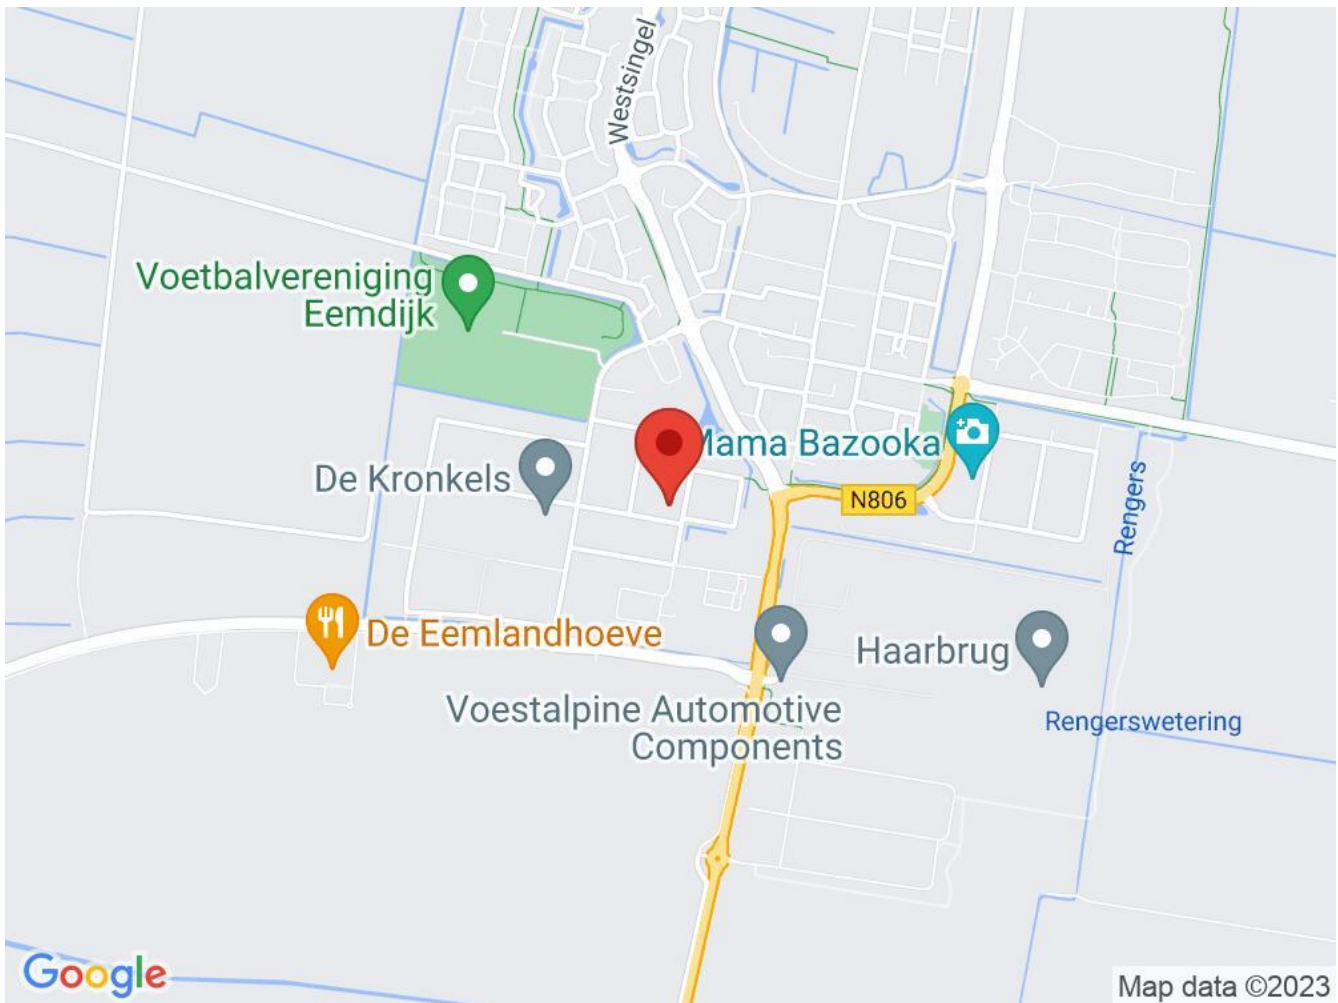 Westsingel
Voetbalvereniging
Eemdijk
Mama Bazooka
De Kronkels
N806
Rengers
De Eemlandhoeve
Haarbrug
Voestalpine Automotive
Components
Rengerswetering
Google
Map data ©2023